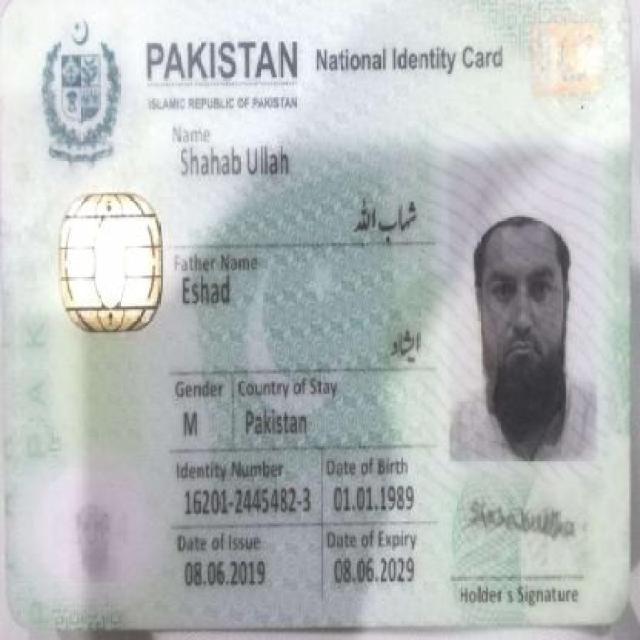 PAKISTAN National Identity Card
ISLAMIC REPUBLIC OF PAKISTAN
Name
Shahab Ullah
شہاب اللہ
Father Name
Eshad
ایشاد
Gender Country of Stay
M Pakistan
Identity Number Date of Birth
16201-2445482-3 01.01.1989
Date of Issue Date of Expiry
08.06.2019 08.06.2029
Holder's Signature